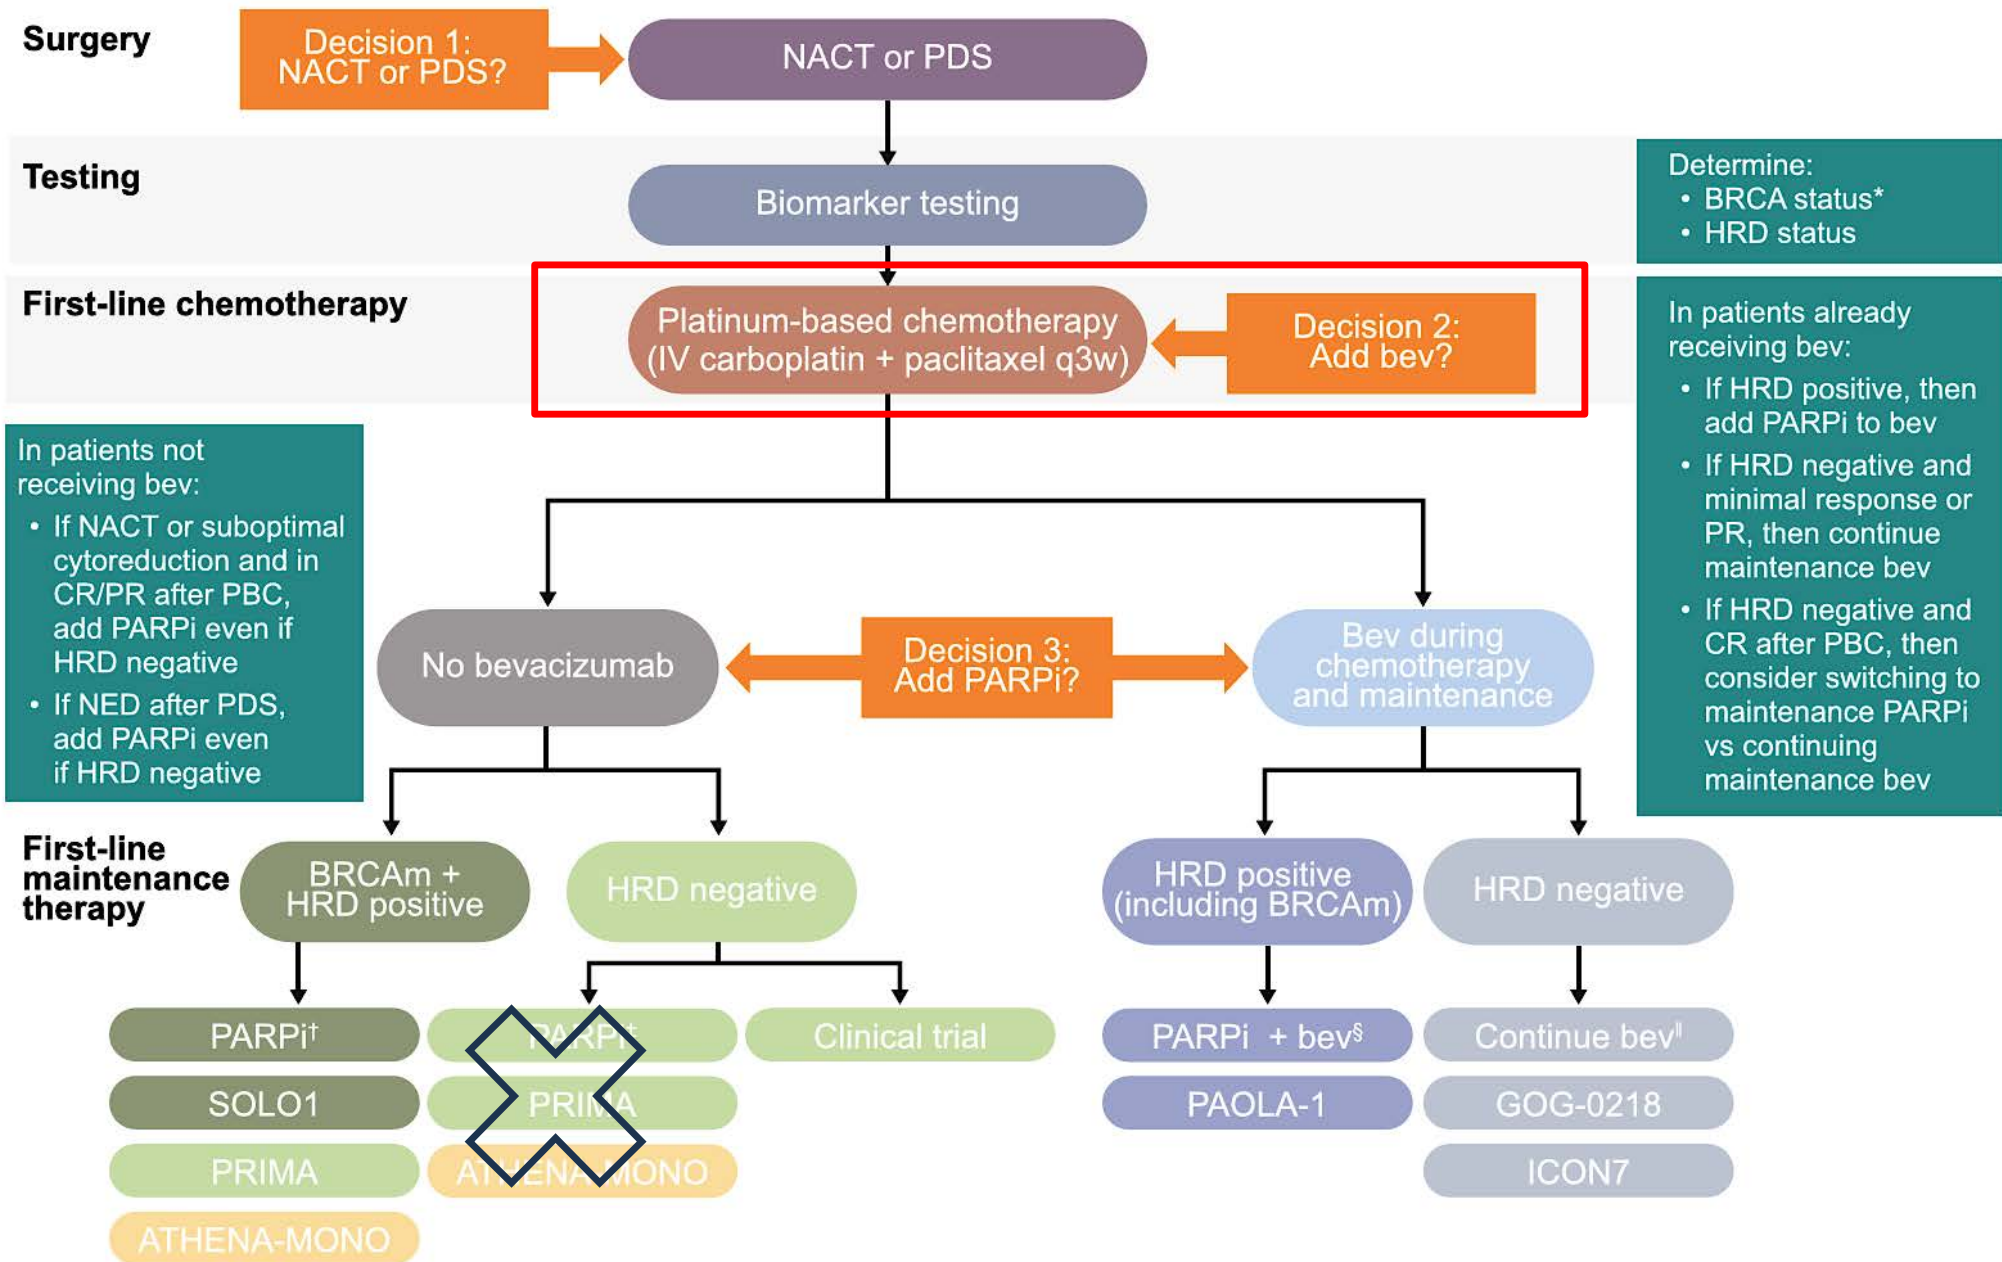 Surgery
Decision 1:
NACT or PDS?
NACT or PDS
Testing
Biomarker testing
Determine:
• BRCA status*
• HRD status
First-line chemotherapy
Platinum-based chemotherapy
(IV carboplatin + paclitaxel q3w)
Decision 2:
Add bev?
In patients already
receiving bev:
• If HRD positive, then
add PARPi to bev
• If HRD negative and
minimal response or
PR, then continue
maintenance bev
• If HRD negative and
CR after PBC, then
consider switching to
maintenance PARPi
vs continuing
maintenance bev
In patients not
receiving bev:
• If NACT or suboptimal
cytoreduction and in
CR/PR after PBC,
add PARPi even if
HRD negative
• If NED after PDS,
add PARPi even
if HRD negative
No bevacizumab
Decision 3:
Add PARPi?
Bev during
chemotherapy
and maintenance
First-line
maintenance
therapy
BRCAm +
HRD positive
HRD negative
HRD positive
(including BRCAm)
HRD negative
PARPi†
PARPi‡
Clinical trial
PARPi + bev§
Continue bev‖
SOLO1
PRIMA
PAOLA-1
GOG-0218
PRIMA
ATHENA-MONO
ICON7
ATHENA-MONO